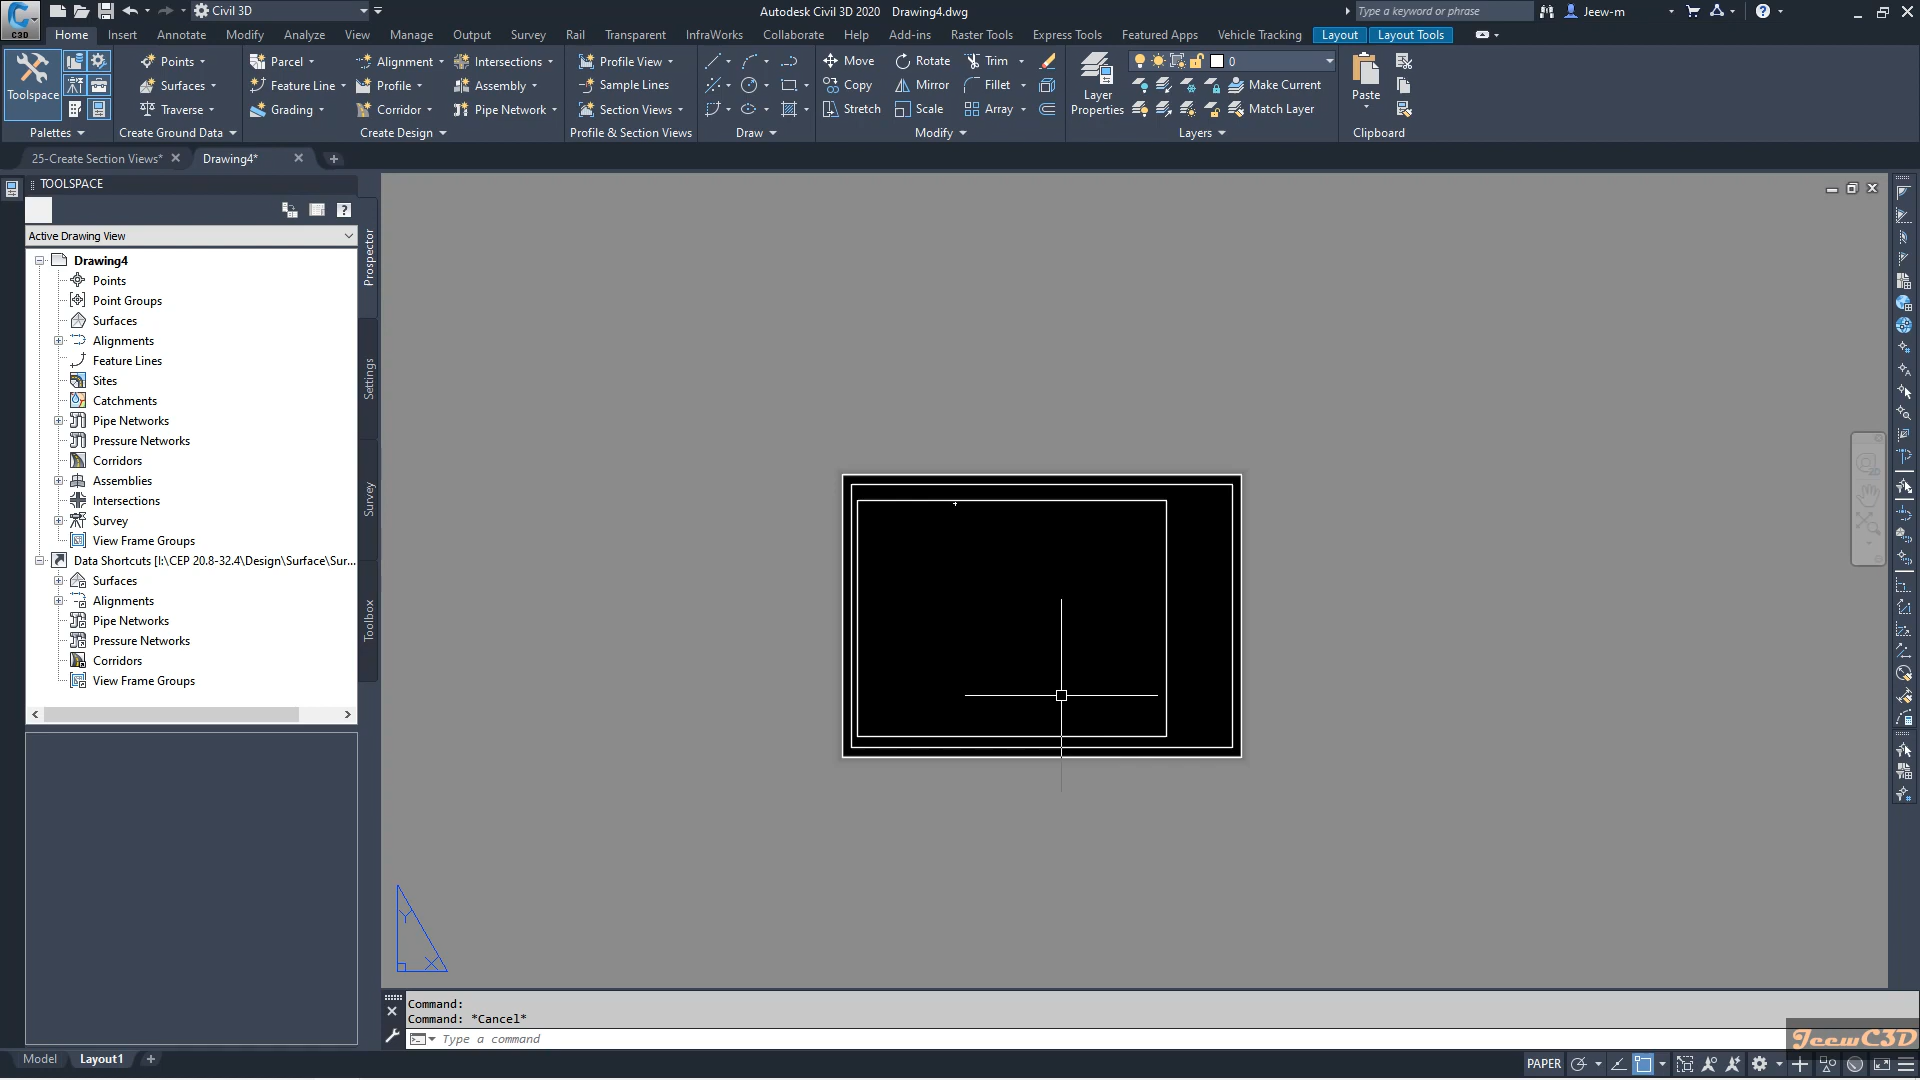 C3D
Civil 3D
Autodesk Civil 3D 2020 Drawing4.dwg
Type a keyword or phrase
Jeew-m
Home Insert Annotate Modify Analyze View Manage Output Survey Rail Transparent InfraWorks Collaborate Help Add-ins Raster Tools Express Tools Featured Apps Vehicle Tracking Layout Layout Tools
Toolspace
Palettes
Points
Surfaces
Traverse
Create Ground Data
Parcel
Feature Line
Grading
Alignment
Profile
Corridor
Intersections
Assembly
Pipe Network
Create Design
Profile View
Sample Lines
Section Views
Profile & Section Views
Draw
Move
Copy
Stretch
Rotate
Mirror
Scale
Trim
Fillet
Array
Modify
Layer
Properties
0
Make Current
Match Layer
Layers
Paste
Clipboard
25-Create Section Views*
Drawing4*
TOOLSPACE
Active Drawing View
Drawing4
Points
Point Groups
Surfaces
Alignments
Feature Lines
Sites
Catchments
Pipe Networks
Pressure Networks
Corridors
Assemblies
Intersections
Survey
View Frame Groups
Data Shortcuts [I:\CEP 20.8-32.4\Design\Surface\Sur...
Surfaces
Alignments
Pipe Networks
Pressure Networks
Corridors
View Frame Groups
Prospector
Settings
Survey
Toolbox
Y
X
Command:
Command: *Cancel*
Type a command
Model
Layout1
PAPER
JeewC3D